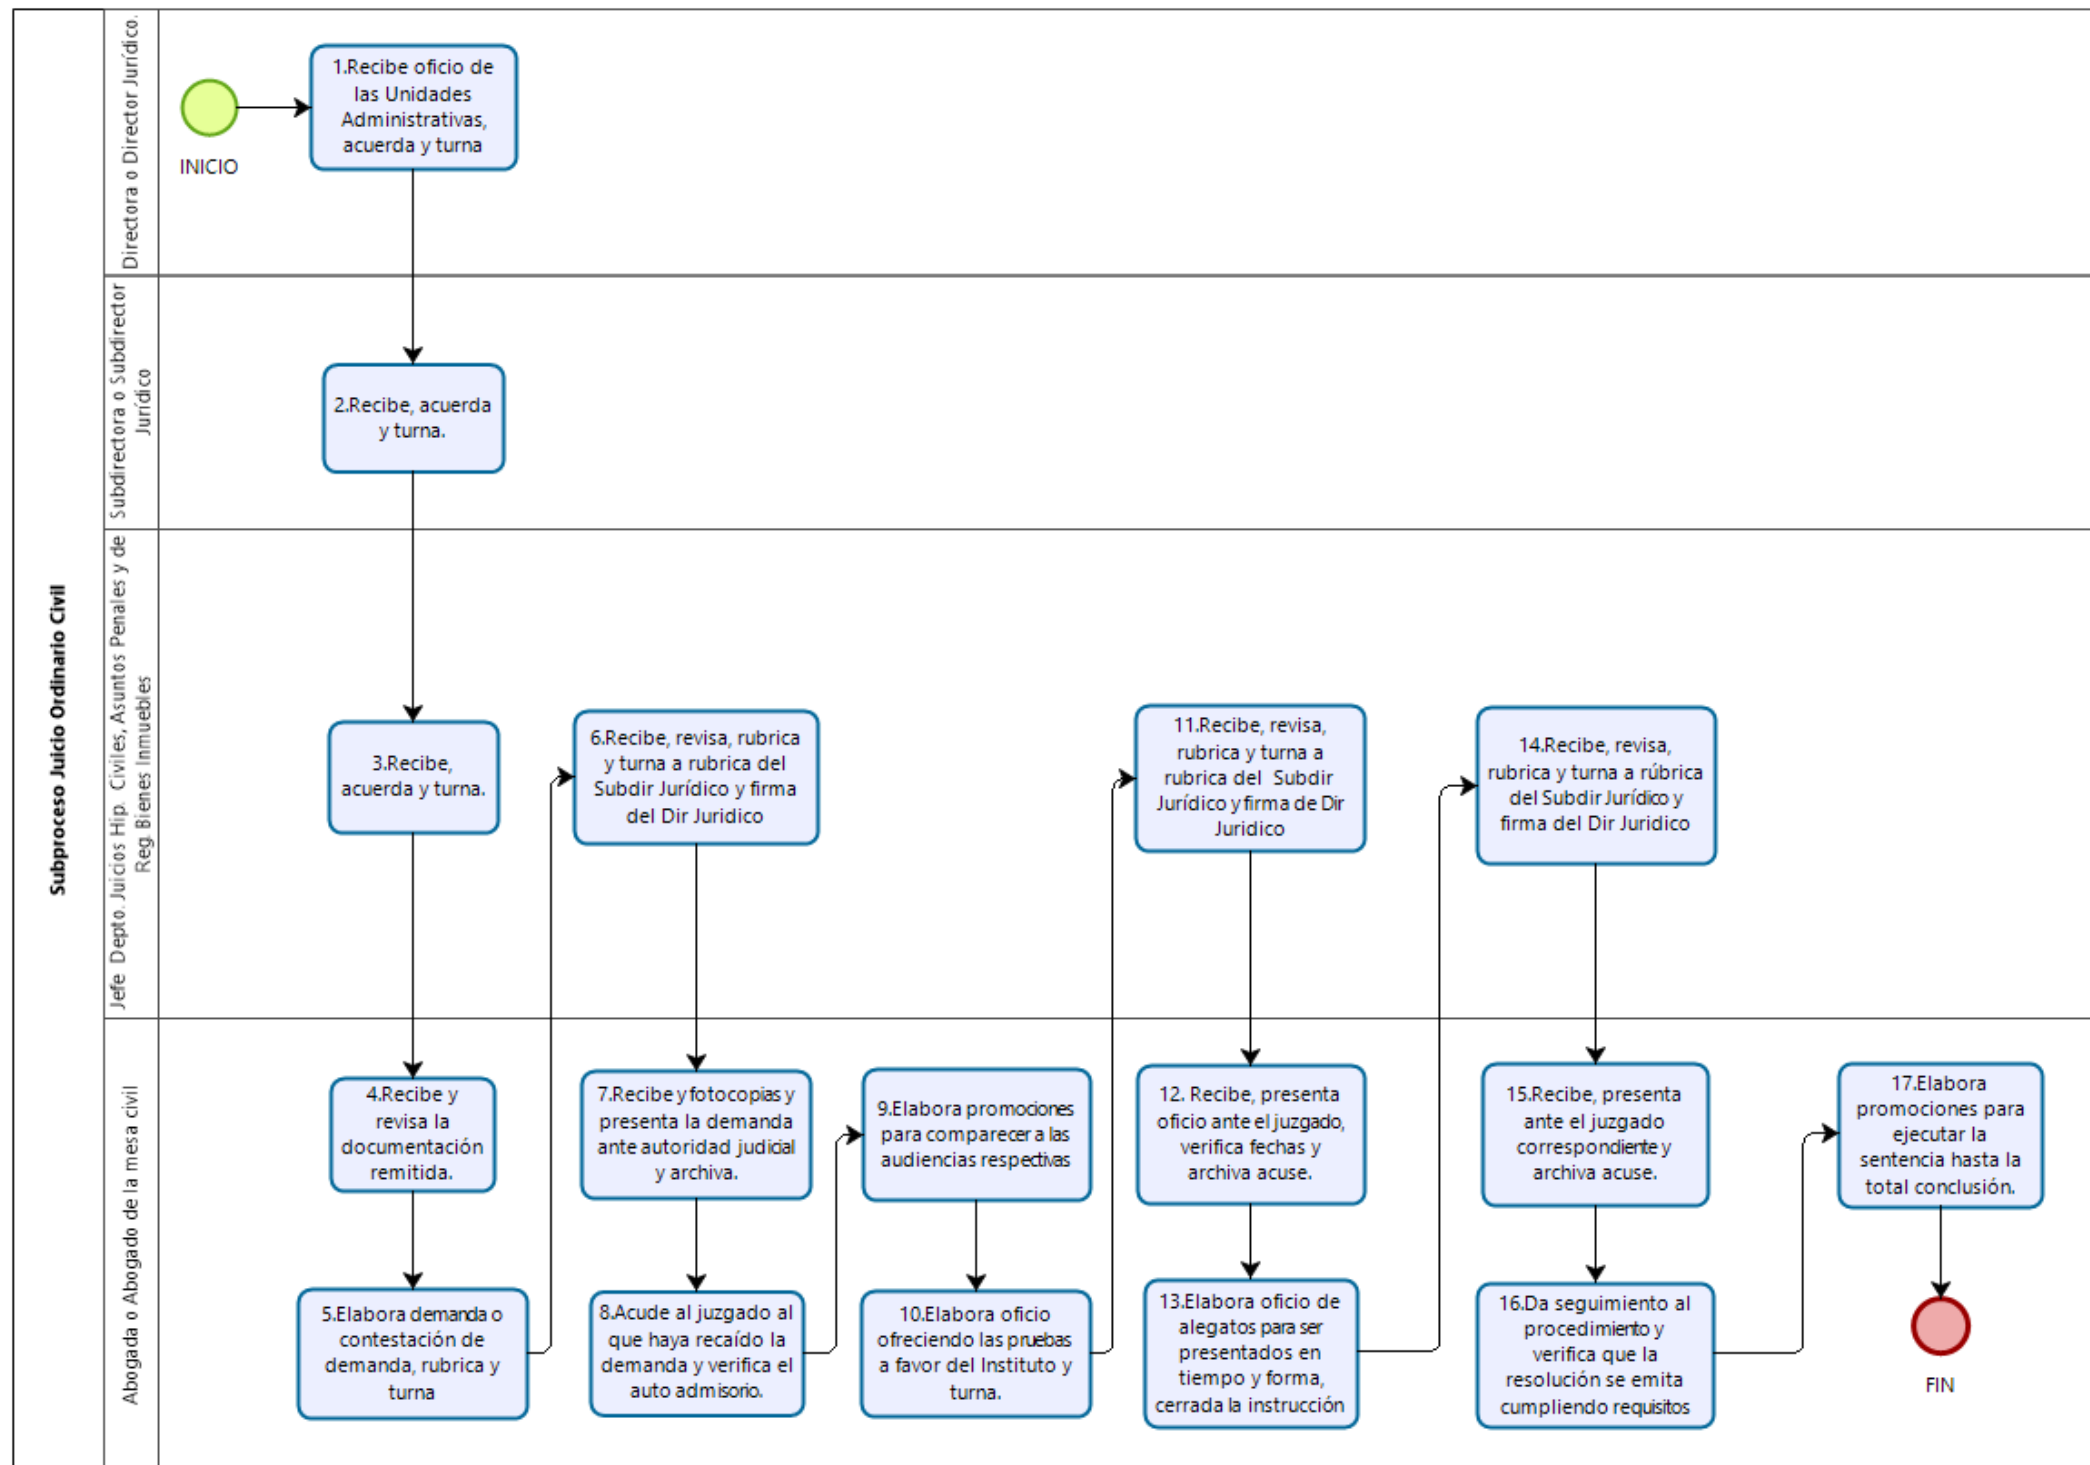 Subproceso Juicio Ordinario Civil
Directora o Director Jurídico.
INICIO
1.Recibe oficio de
las Unidades
Administrativas,
acuerda y turna
Subdirectora o Subdirector
Jurídico
2.Recibe, acuerda
y turna.
Jefe Depto. Juicios Hip. Civiles, Asuntos Penales y de
Reg. Bienes Inmuebles
3.Recibe,
acuerda y turna.
6.Recibe, revisa, rubrica
y turna a rubrica del
Subdir Jurídico y firma
del Dir Juridico
11.Recibe, revisa,
rubrica y turna a
rubrica del Subdir
Jurídico y firma de Dir
Juridico
14.Recibe, revisa,
rubrica y turna a rúbrica
del Subdir Jurídico y
firma del Dir Juridico
Abogada o Abogado de la mesa civil
4.Recibe y
revisa la
documentación
remitida.
5.Elabora demanda o
contestación de
demanda, rubrica y
turna
7.Recibe y fotocopias y
presenta la demanda
ante autoridad judicial
y archiva.
8.Acude al juzgado al
que haya recaído la
demanda y verifica el
auto admisorio.
9.Elabora promociones
para comparecer a las
audiencias respectivas
10.Elabora oficio
ofreciendo las pruebas
a favor del Instituto y
turna.
12. Recibe, presenta
oficio ante el juzgado,
verifica fechas y
archiva acuse.
13.Elabora oficio de
alegatos para ser
presentados en
tiempo y forma,
cerrada la instrucción
15.Recibe, presenta
ante el juzgado
correspondiente y
archiva acuse.
16.Da seguimiento al
procedimiento y
verifica que la
resolución se emita
cumpliendo requisitos
17.Elabora
promociones para
ejecutar la
sentencia hasta la
total conclusión.
FIN